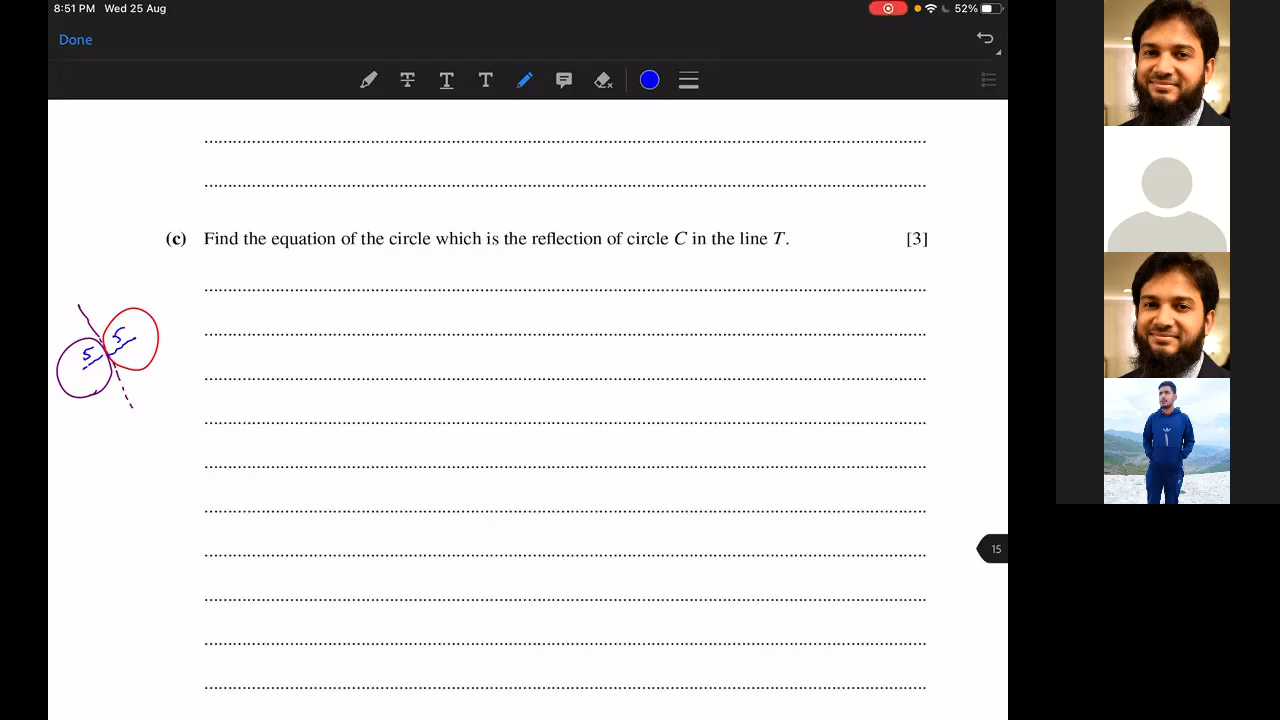 8:51 PM Wed 25 Aug
52%
Done
T T T
(c) Find the equation of the circle which is the reflection of circle C in the line T. [3]
5 5
15